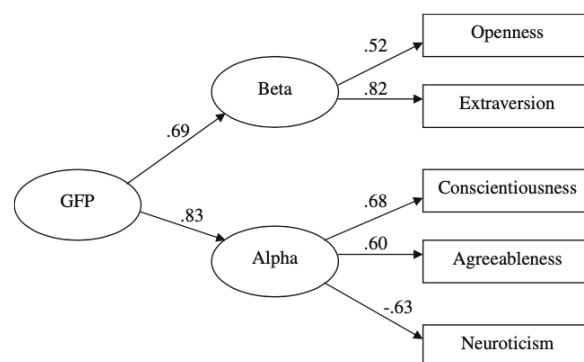 Openness
.52
Beta
.82
Extraversion
.69
GFP
Conscientiousness
.83
.68
.60
Alpha
Agreeableness
-.63
Neuroticism